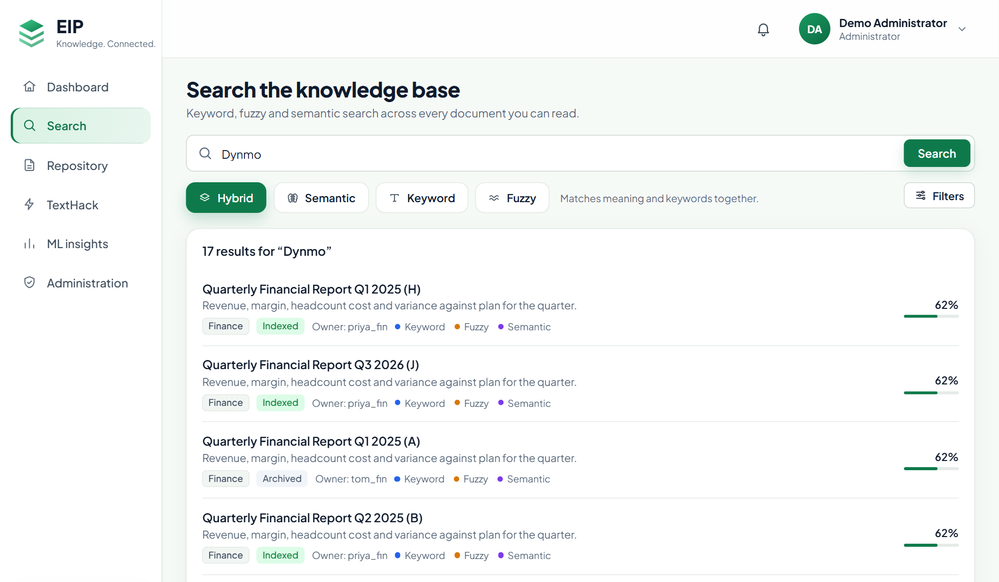 EIP
Knowledge. Connected.
Dashboard
Search
Repository
TextHack
ML insights
Administration
DA
Demo Administrator
Administrator
Search the knowledge base
Keyword, fuzzy and semantic search across every document you can read.
Dynmo
Search
Hybrid
Semantic
Keyword
Fuzzy
Matches meaning and keywords together.
Filters
17 results for “Dynmo”
Quarterly Financial Report Q1 2025 (H)
Revenue, margin, headcount cost and variance against plan for the quarter.
Finance Indexed Owner: priya_fin Keyword Fuzzy Semantic
62%
Quarterly Financial Report Q3 2026 (J)
Revenue, margin, headcount cost and variance against plan for the quarter.
Finance Indexed Owner: priya_fin Keyword Fuzzy Semantic
62%
Quarterly Financial Report Q1 2025 (A)
Revenue, margin, headcount cost and variance against plan for the quarter.
Finance Archived Owner: tom_fin Keyword Fuzzy Semantic
62%
Quarterly Financial Report Q2 2025 (B)
Revenue, margin, headcount cost and variance against plan for the quarter.
Finance Indexed Owner: priya_fin Keyword Fuzzy Semantic
62%